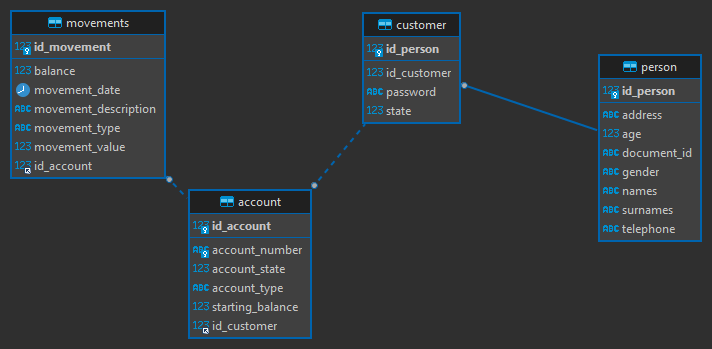 movements
123 id_movement
123 balance
movement_date
ABC movement_description
ABC movement_type
123 movement_value
123 id_account
customer
123 id_person
123 id_customer
ABC password
123 state
person
123 id_person
ABC address
123 age
ABC document_id
ABC gender
ABC names
ABC surnames
ABC telephone
account
123 id_account
ABC account_number
123 account_state
ABC account_type
123 starting_balance
123 id_customer